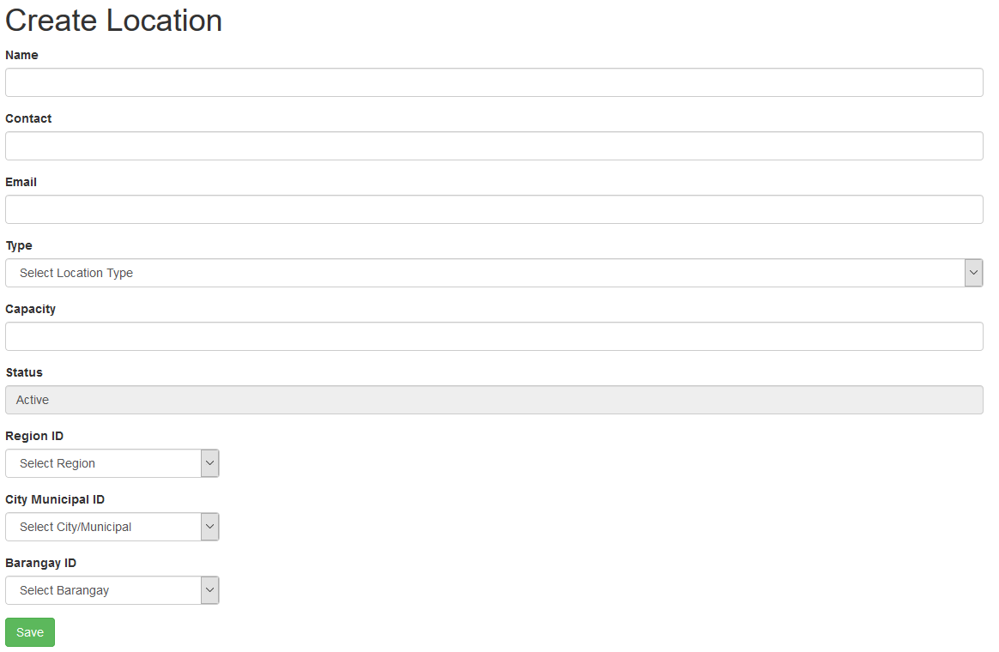 Create Location
Name
Contact
Email
Type
Select Location Type
Capacity
Status
Active
Region ID
Select Region
City Municipal ID
Select City/Municipal
Barangay ID
Select Barangay
Save